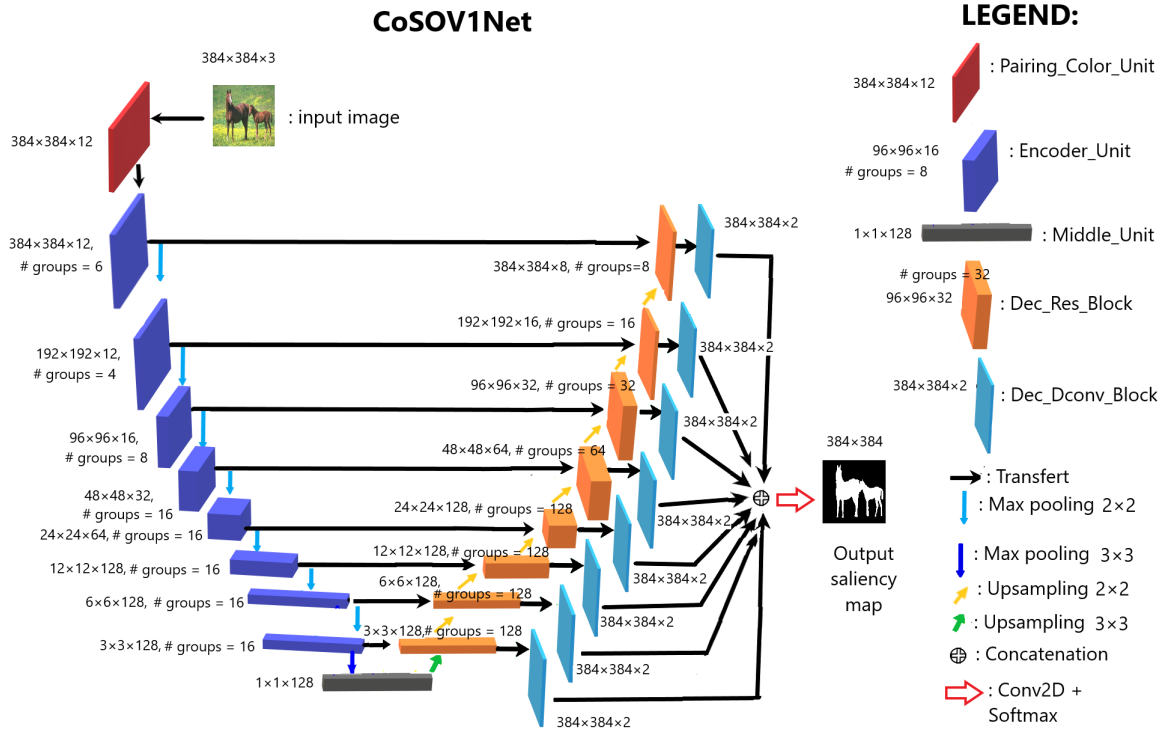 CoSOV1Net
384×384×3
: input image
384×384×12
384×384×12,
# groups = 6
192×192×12,
# groups = 4
96×96×16,
# groups = 8
48×48×32,
# groups = 16
24×24×64, # groups = 16
12×12×128, # groups = 16
6×6×128, # groups = 16
3×3×128, # groups = 16
1×1×128
384×384×8, # groups=8
192×192×16, # groups = 16
96×96×32, # groups = 32
48×48×64, # groups = 64
24×24×128, # groups = 128
12×12×128, # groups = 128
6×6×128,
# groups = 128
3×3×128, # groups = 128
384×384×2
384×384×2
384×384×2
384×384×2
384×384×2
384×384×2
384×384×2
384×384×2
384×384
Output
saliency
map
LEGEND:
384×384×12
: Pairing_Color_Unit
96×96×16
# groups = 8
: Encoder_Unit
1×1×128
: Middle_Unit
# groups = 32
96×96×32
: Dec_Res_Block
384×384×2
: Dec_Dconv_Block
: Transfert
: Max pooling 2×2
: Max pooling 3×3
: Upsampling 2×2
: Upsampling 3×3
: Concatenation
: Conv2D +
Softmax